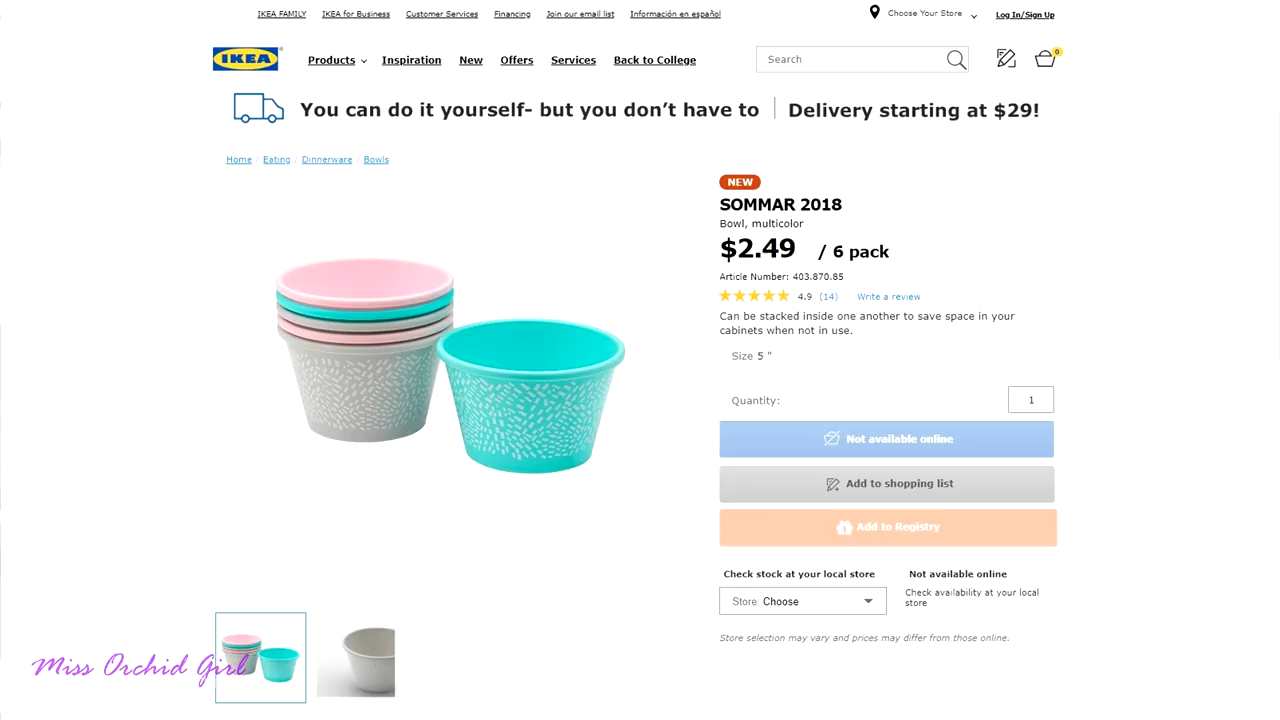 IKEA FAMILY IKEA for Business Customer Services Financing Join our email list Información en español Choose Your Store Log In/Sign Up
IKEA Products Inspiration New Offers Services Back to College Search 0
You can do it yourself- but you don’t have to Delivery starting at $29!
Home / Eating / Dinnerware / Bowls
NEW
SOMMAR 2018
Bowl, multicolor
$2.49 / 6 pack
Article Number: 403.870.85
4.9 (14) Write a review
Can be stacked inside one another to save space in your
cabinets when not in use.
Size 5 "
Quantity: 1
Not available online
Add to shopping list
Add to Registry
Check stock at your local store
Store: Choose
Not available online
Check availability at your local
store
Store selection may vary and prices may differ from those online.
Miss Orchid Girl